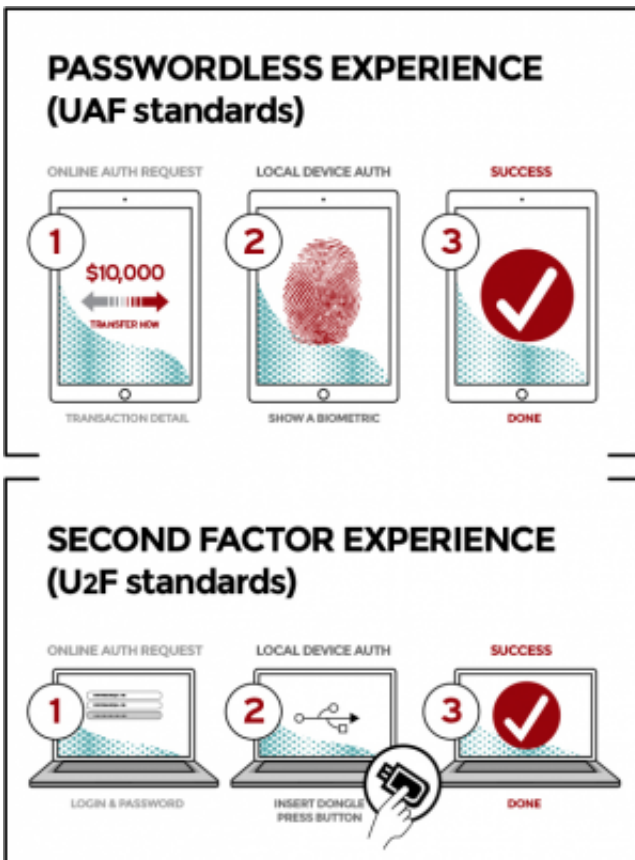 PASSWORDLESS EXPERIENCE
(UAF standards)
ONLINE AUTH REQUEST
LOCAL DEVICE AUTH
SUCCESS
1
2
3
$10,000
TRANSFER NOW
TRANSACTION DETAIL
SHOW A BIOMETRIC
DONE
SECOND FACTOR EXPERIENCE
(U2F standards)
ONLINE AUTH REQUEST
LOCAL DEVICE AUTH
SUCCESS
1
2
3
LOGIN & PASSWORD
INSERT DONGLE
PRESS BUTTON
DONE